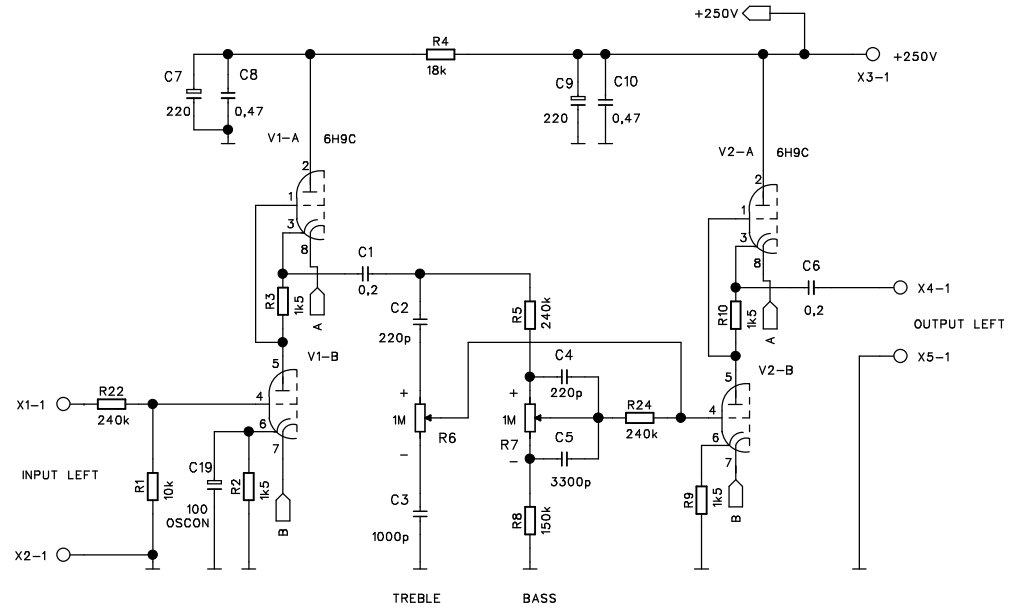 +250V
R4
18k
+250V
X3-1
C7
C8
220
0,47
C9
C10
220
0,47
V1-A 6H9C
2
1
3
8
V2-A 6H9C
2
1
3
8
C1
0,2
A
R3
1k5
C6
0,2
X4-1
A
R10
1k5
OUTPUT LEFT
X5-1
C2
220p
R5
240k
V1-B
5
4
6
7
V2-B
5
4
6
7
X1-1
R22
240k
+
1M
-
R6
C4
220p
+
1M
R7
-
C5
3300p
R24
240k
INPUT LEFT
R1
10k
C19
100
OSCON
R2
1k5
B
C3
1000p
R8
150k
R9
1k5
B
X2-1
TREBLE
BASS